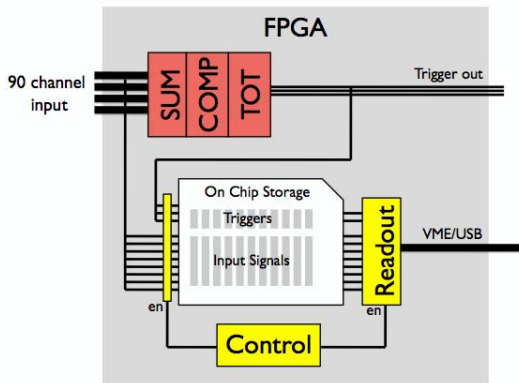 FPGA
90 channel
input
SUM
COMP
TOT
Trigger out
On Chip Storage
Triggers
Input Signals
Readout
VME/USB
en
en
Control